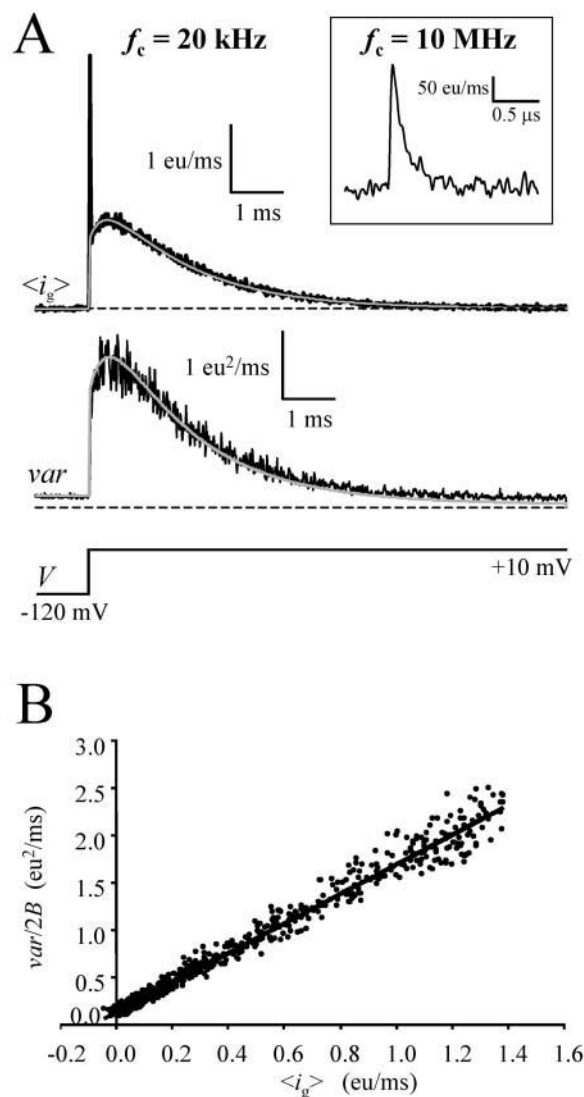 A
f_c = 20 kHz
f_c = 10 MHz
50 eu/ms
0.5 μs
1 eu/ms
1 ms
<i_g>
1 eu²/ms
1 ms
var
V
-120 mV
+10 mV
B
3.0
2.5
2.0
1.5
1.0
0.5
0.0
var/2B (eu²/ms)
-0.2 0.0 0.2 0.4 0.6 0.8 1.0 1.2 1.4 1.6
<i_g> (eu/ms)